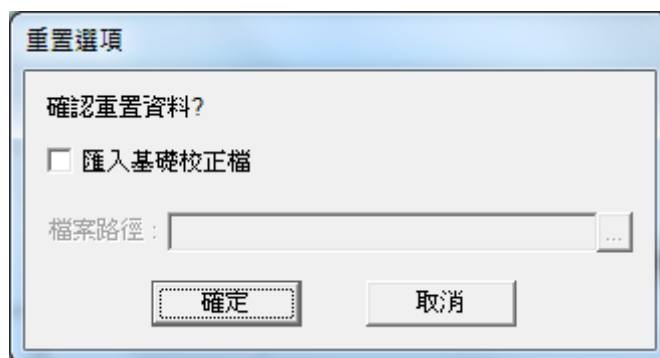 重置選項
確認重置資料?
匯入基礎校正檔
檔案路徑 : ...
確定 取消